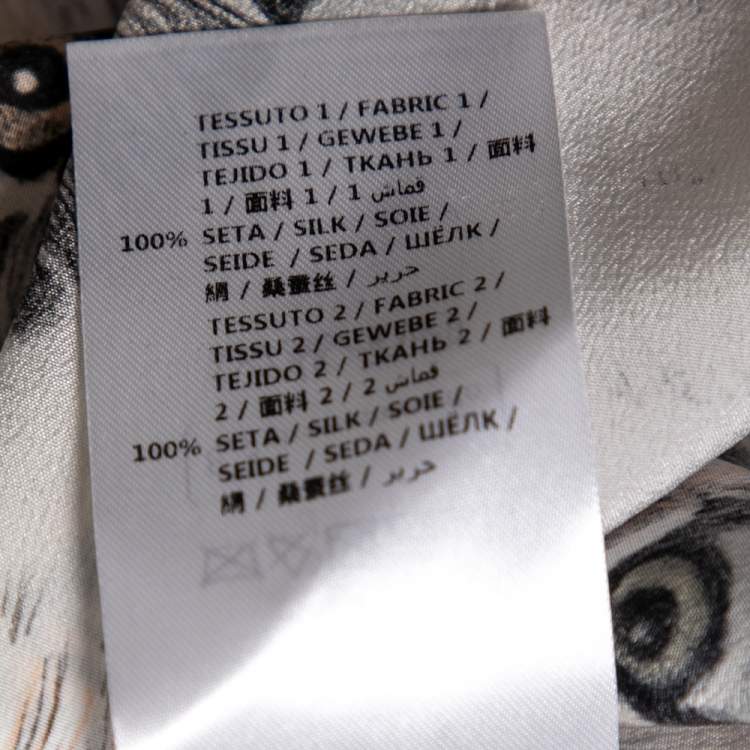 TESSUTO 1 / FABRIC 1 /
TISSU 1 / GEWEBE 1 /
TEJIDO 1 / ТКАНЬ 1 / 面料
1 / 面料 1 / 1 قماش
100% SETA / SILK / SOIE /
SEIDE / SEDA / ШЁЛК /
絹 / 桑蚕丝 / حرير
TESSUTO 2 / FABRIC 2 /
TISSU 2 / GEWEBE 2 /
TEJIDO 2 / ТКАНЬ 2 / 面料
2 / 面料 2 / 2 قماش
100% SETA / SILK / SOIE /
SEIDE / SEDA / ШЁЛК /
絹 / 桑蚕丝 / حرير